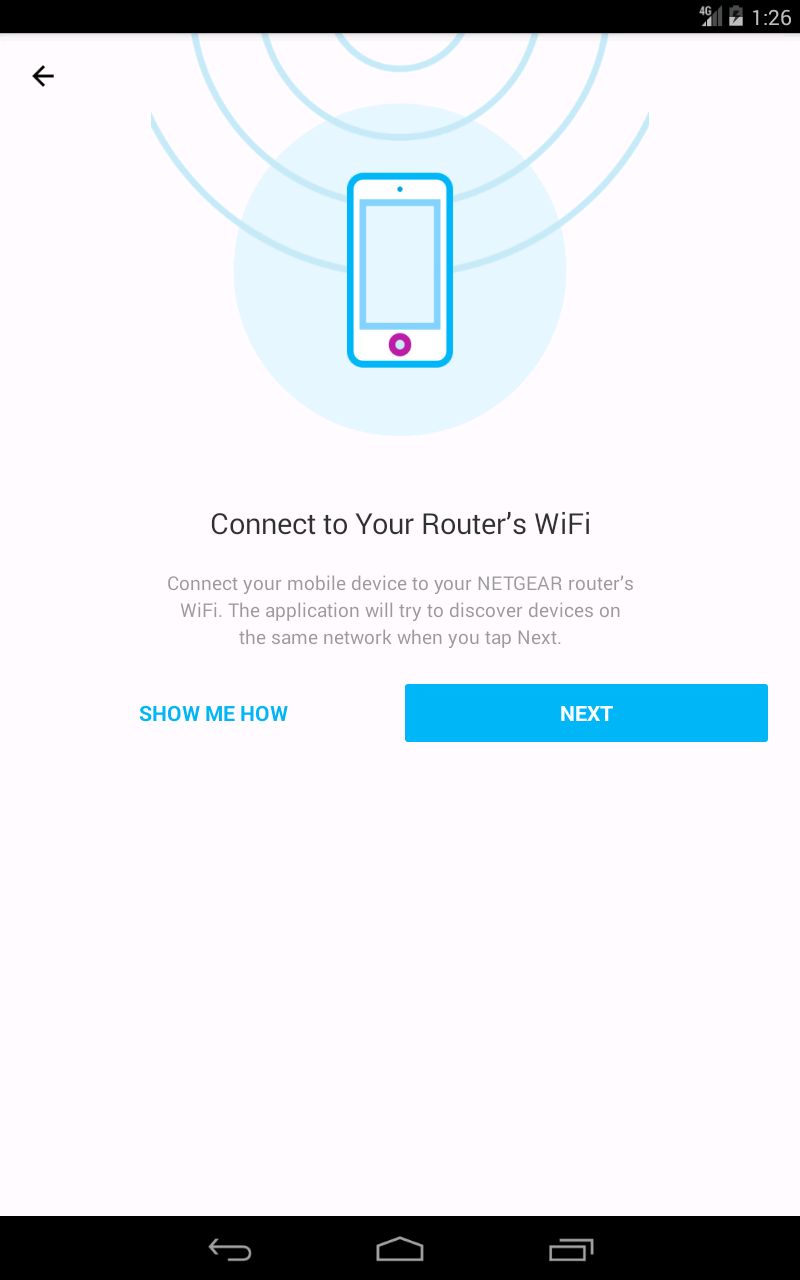 4G 1:26
Connect to Your Router’s WiFi
Connect your mobile device to your NETGEAR router’s
WiFi. The application will try to discover devices on
the same network when you tap Next.
SHOW ME HOW
NEXT